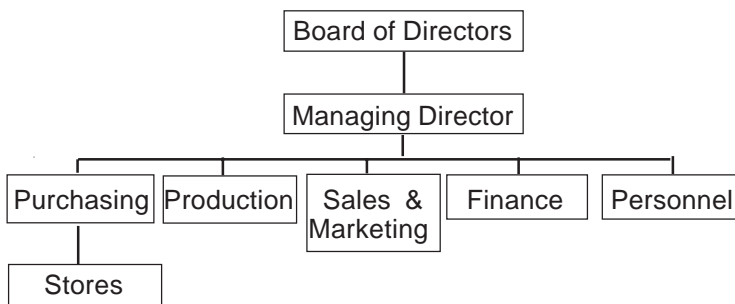 Board of Directors
Managing Director
Purchasing
Production
Sales &
Marketing
Finance
Personnel
Stores